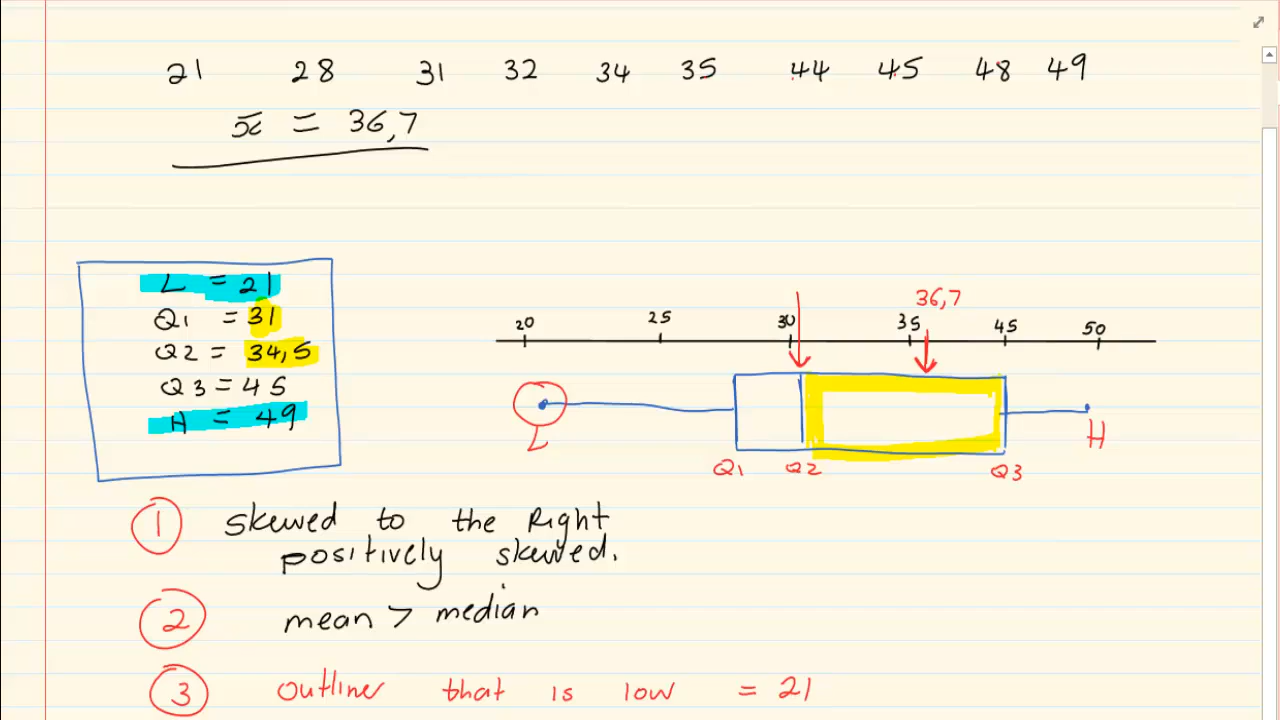 21 28 31 32 34 35 44 45 48 49
x̄ = 36,7
L = 21
Q1 = 31
Q2 = 34,5
Q3 = 45
H = 49
36,7
20 25 30 35 45 50
L
H
Q1 Q2 Q3
1 skewed to the Right
positively skewed.
2 mean > median
3 outliner that is low = 21